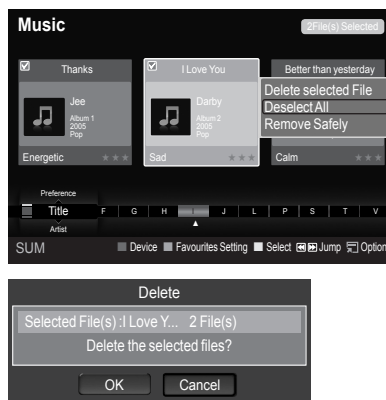 Music
2File(s) Selected
Thanks
I Love You
Better than yesterday
Delete selected File
Deselect All
Remove Safely
Jee
Album 1
2005
Pop
Darby
Album 2
2005
Pop
Energetic
Sad
Calm
Preference
Title
F G H I J L P S T V
Artist
SUM
Device
Favourites Setting
Select
Jump
Option
Delete
Selected File(s) :I Love Y... 2 File(s)
Delete the selected files?
OK
Cancel